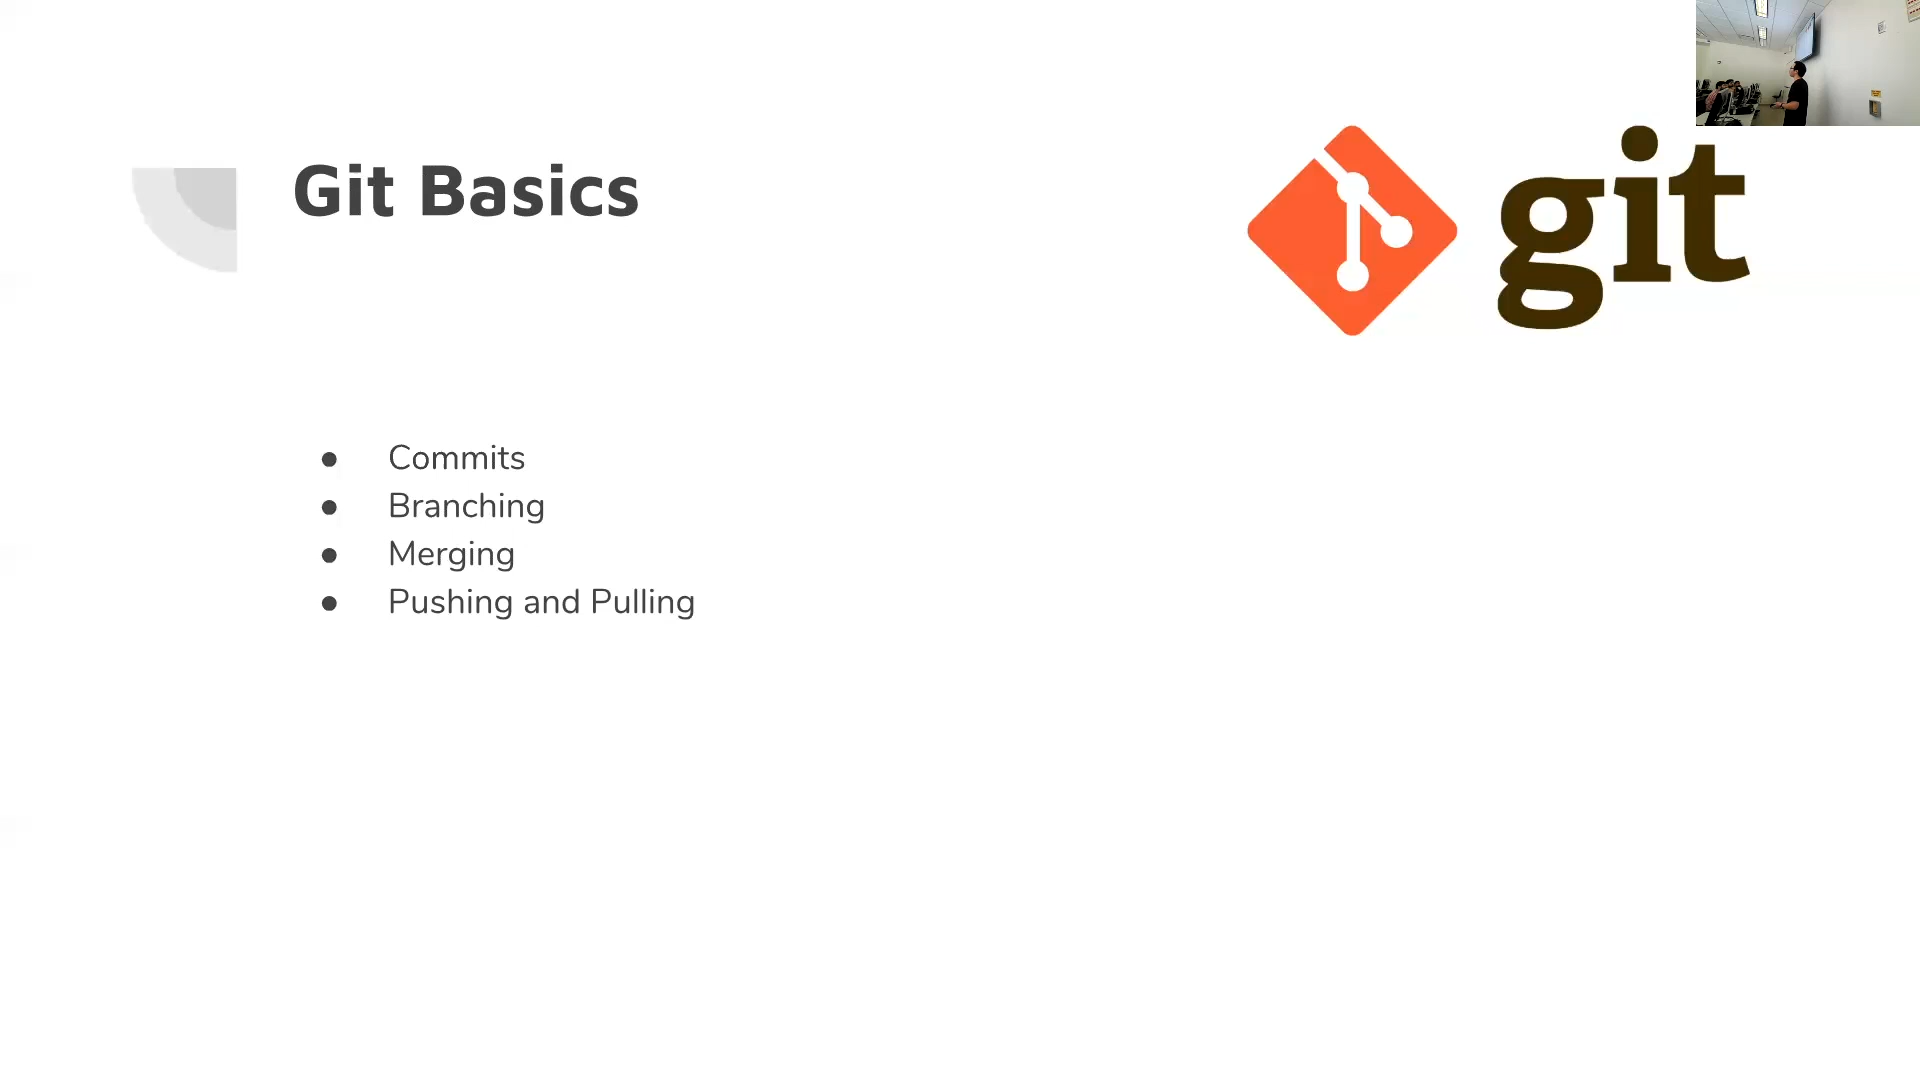 Git Basics
git
Commits
Branching
Merging
Pushing and Pulling